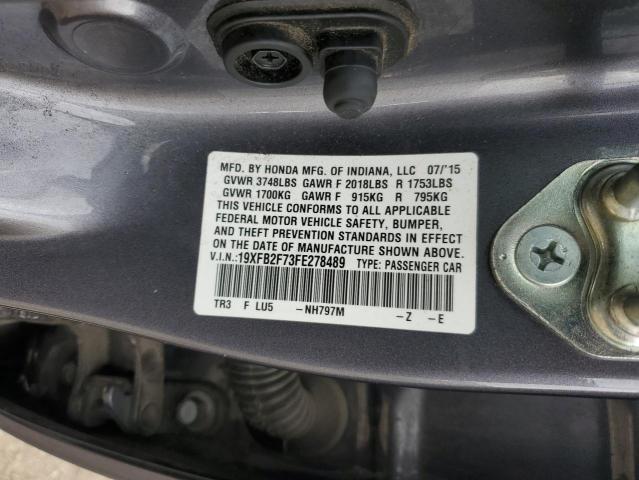 MFD. BY HONDA MFG. OF INDIANA, LLC 07/'15
GVWR 3748LBS GAWR F 2018LBS R 1753LBS
GVWR 1700KG GAWR F 915KG R 795KG
THIS VEHICLE CONFORMS TO ALL APPLICABLE
FEDERAL MOTOR VEHICLE SAFETY, BUMPER,
AND THEFT PREVENTION STANDARDS IN EFFECT
ON THE DATE OF MANUFACTURE SHOWN ABOVE.
V.I.N.:19XFB2F73FE278489 TYPE: PASSENGER CAR
TR3 F LU5 -NH797M -Z -E